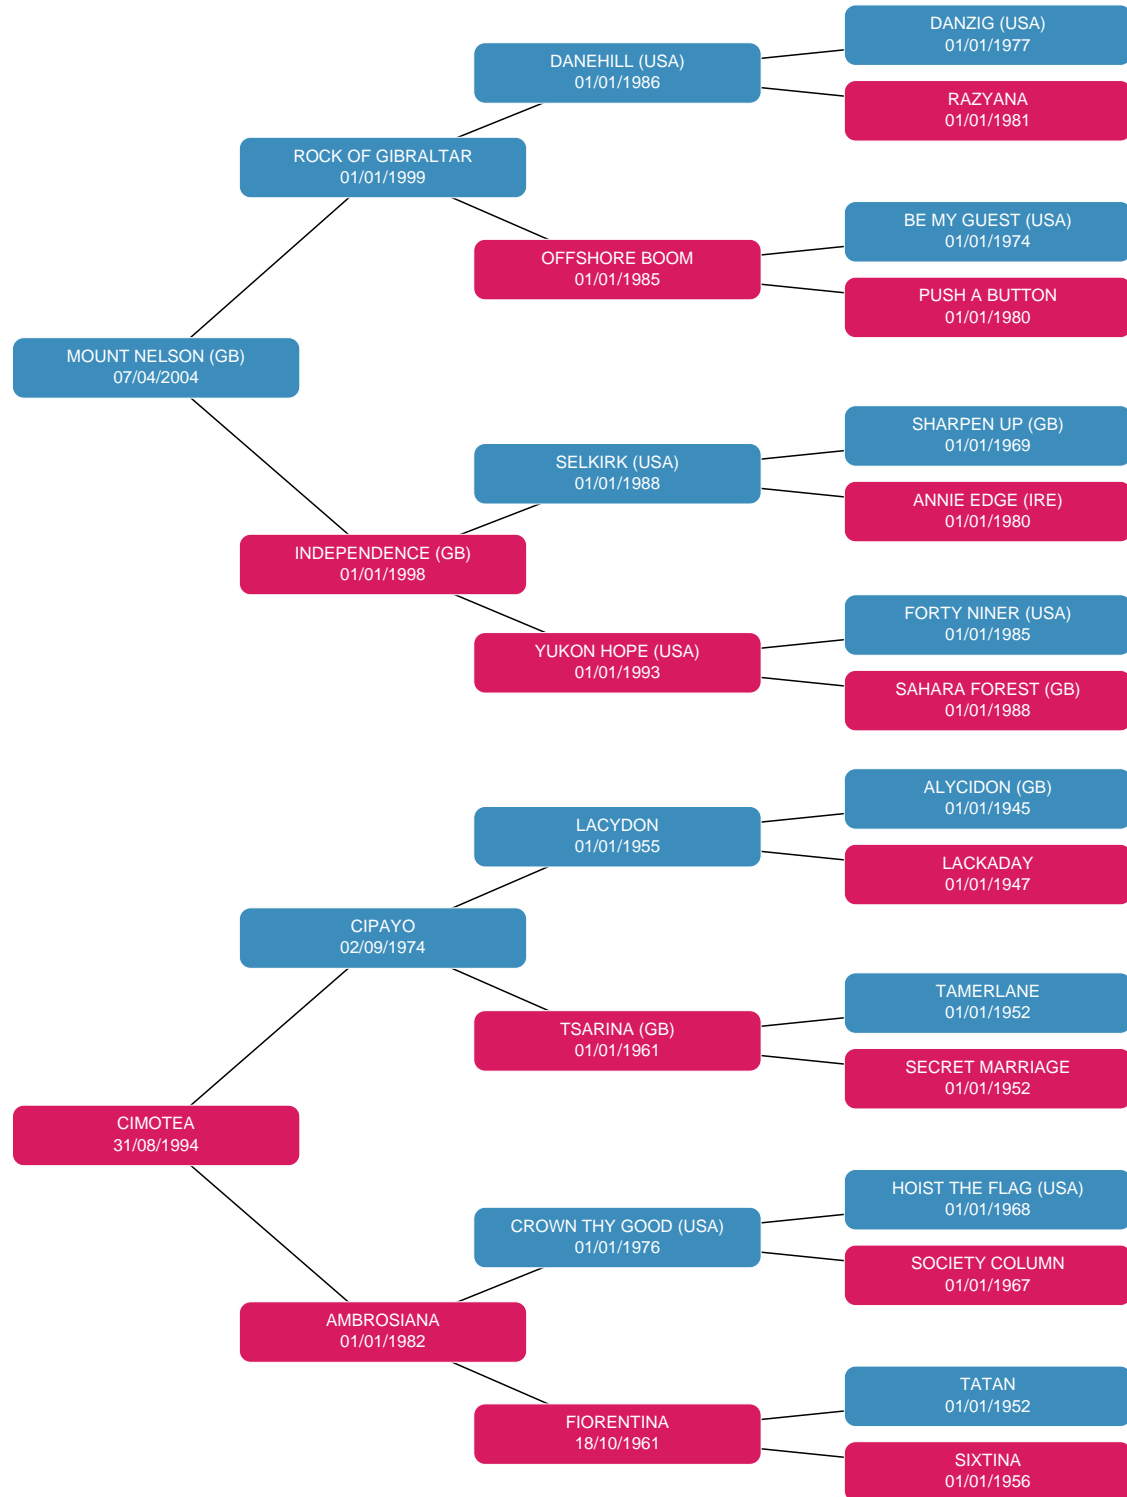 DANZIG (USA)
01/01/1977
DANEHILL (USA)
01/01/1986
RAZYANA
01/01/1981
ROCK OF GIBRALTAR
01/01/1999
BE MY GUEST (USA)
01/01/1974
OFFSHORE BOOM
01/01/1985
PUSH A BUTTON
01/01/1980
MOUNT NELSON (GB)
07/04/2004
SHARPEN UP (GB)
01/01/1969
SELKIRK (USA)
01/01/1988
ANNIE EDGE (IRE)
01/01/1980
INDEPENDENCE (GB)
01/01/1998
FORTY NINER (USA)
01/01/1985
YUKON HOPE (USA)
01/01/1993
SAHARA FOREST (GB)
01/01/1988
ALYCIDON (GB)
01/01/1945
LACYDON
01/01/1955
LACKADAY
01/01/1947
CIPAYO
02/09/1974
TAMERLANE
01/01/1952
TSARINA (GB)
01/01/1961
SECRET MARRIAGE
01/01/1952
CIMOTEA
31/08/1994
HOIST THE FLAG (USA)
01/01/1968
CROWN THY GOOD (USA)
01/01/1976
SOCIETY COLUMN
01/01/1967
AMBROSIANA
01/01/1982
TATAN
01/01/1952
FIORENTINA
18/10/1961
SIXTINA
01/01/1956